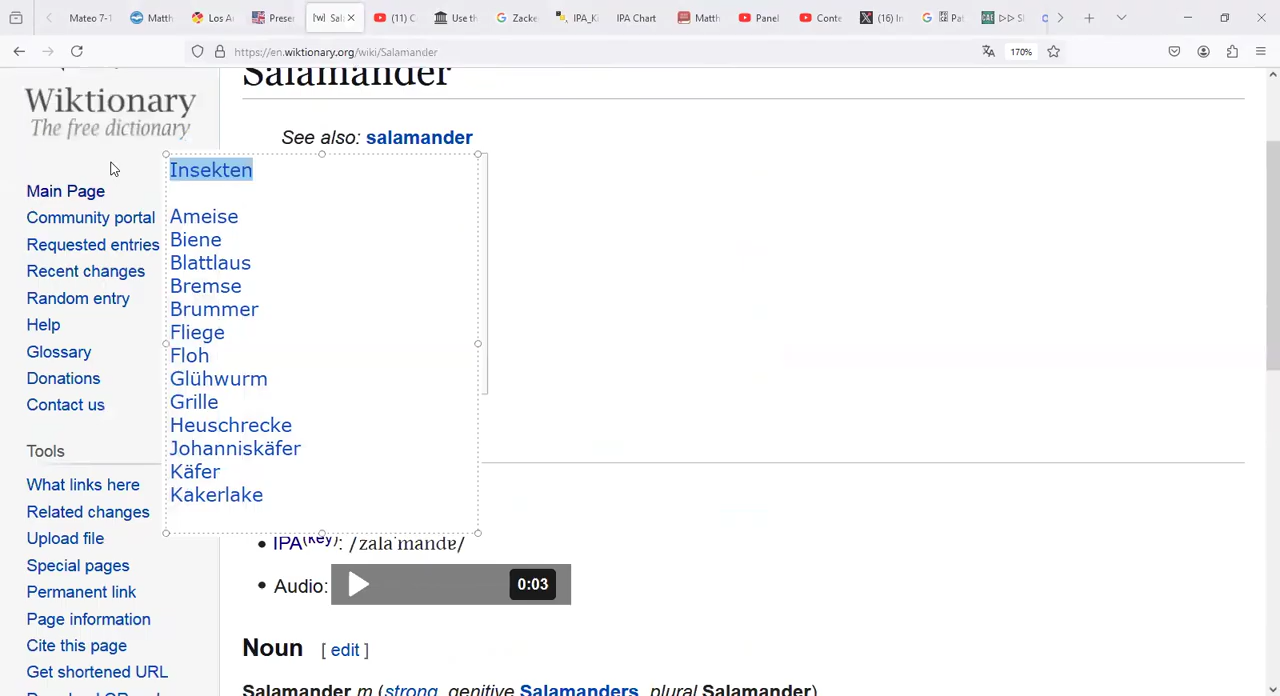 Mateo 7-1
Matth
Los A
Prese
Sal
(11) C
Use th
Zacke
IPA_K
IPA Chart
Matth
Panel
Conte
(16) In
Pat
https://en.wiktionary.org/wiki/Salamander
170%
Salamander
Wiktionary
The free dictionary
See also: salamander
Main Page
Community portal
Requested entries
Recent changes
Random entry
Help
Glossary
Donations
Contact us
Tools
What links here
Related changes
Upload file
Special pages
Permanent link
Page information
Cite this page
Get shortened URL
Insekten
Ameise
Biene
Blattlaus
Bremse
Brummer
Fliege
Floh
Glühwurm
Grille
Heuschrecke
Johanniskäfer
Käfer
Kakerlake
IPA(key): /zalaˈmandɐ/
Audio:
0:03
Noun [ edit ]
Salamander m (strong, genitive Salamanders, plural Salamander)